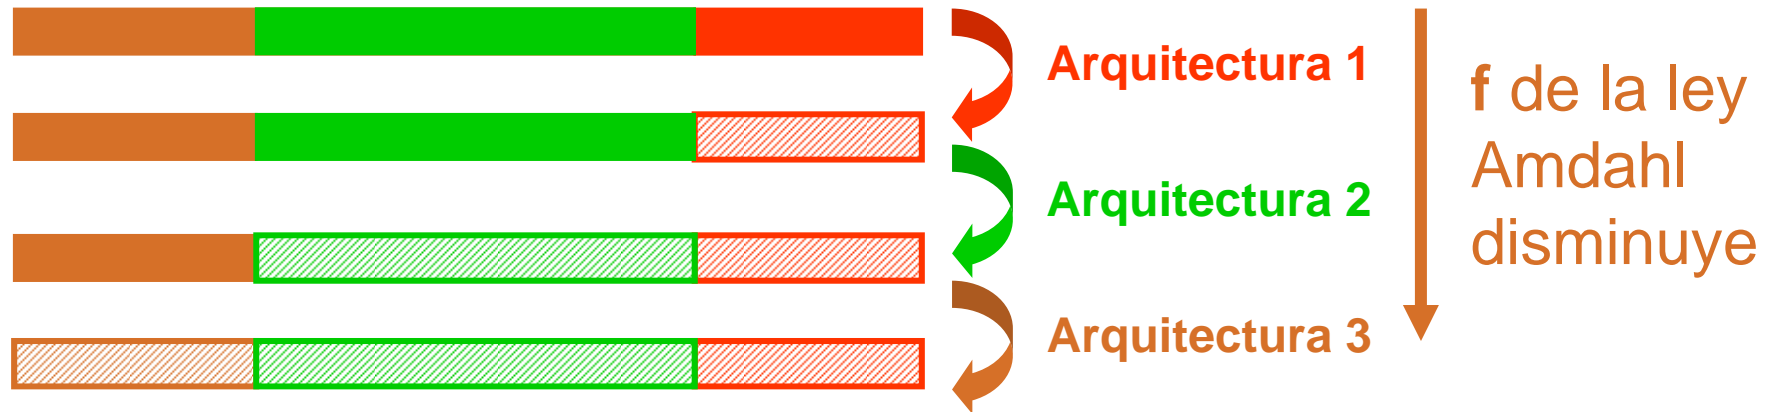 Arquitectura 1
Arquitectura 2
Arquitectura 3
f de la ley
Amdahl
disminuye